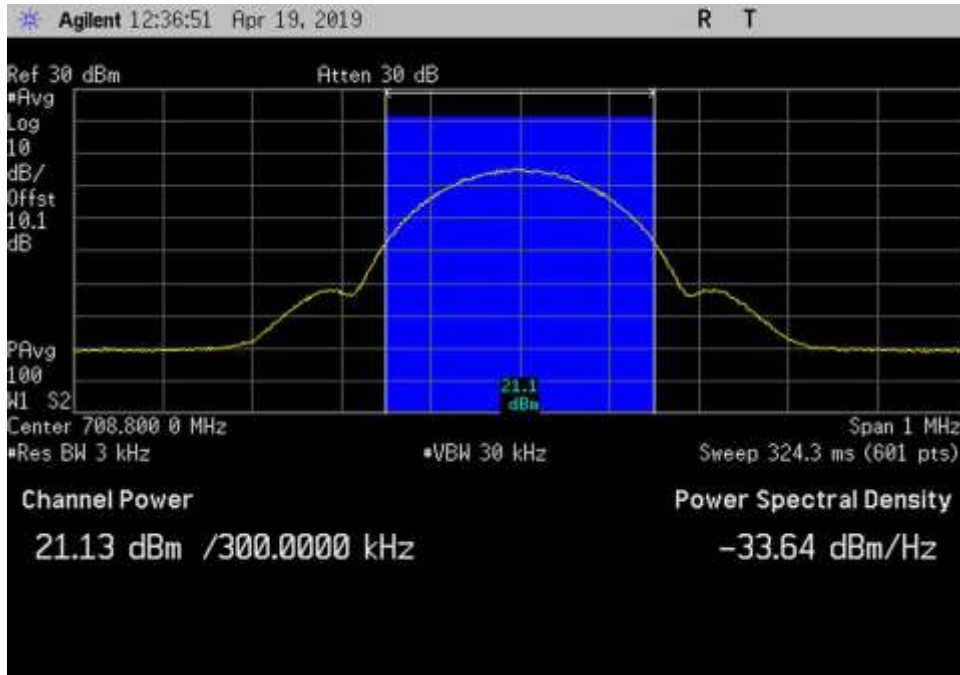 Agilent 12:36:51 Apr 19, 2019 R T
Ref 30 dBm Atten 30 dB
#Avg
Log
10
dB/
Offst
10.1
dB
PAvg
100
W1 S2
21.1
dBm
Center 708.800 0 MHz Span 1 MHz
#Res BW 3 kHz #VBW 30 kHz Sweep 324.3 ms (601 pts)
Channel Power Power Spectral Density
21.13 dBm /300.0000 kHz -33.64 dBm/Hz